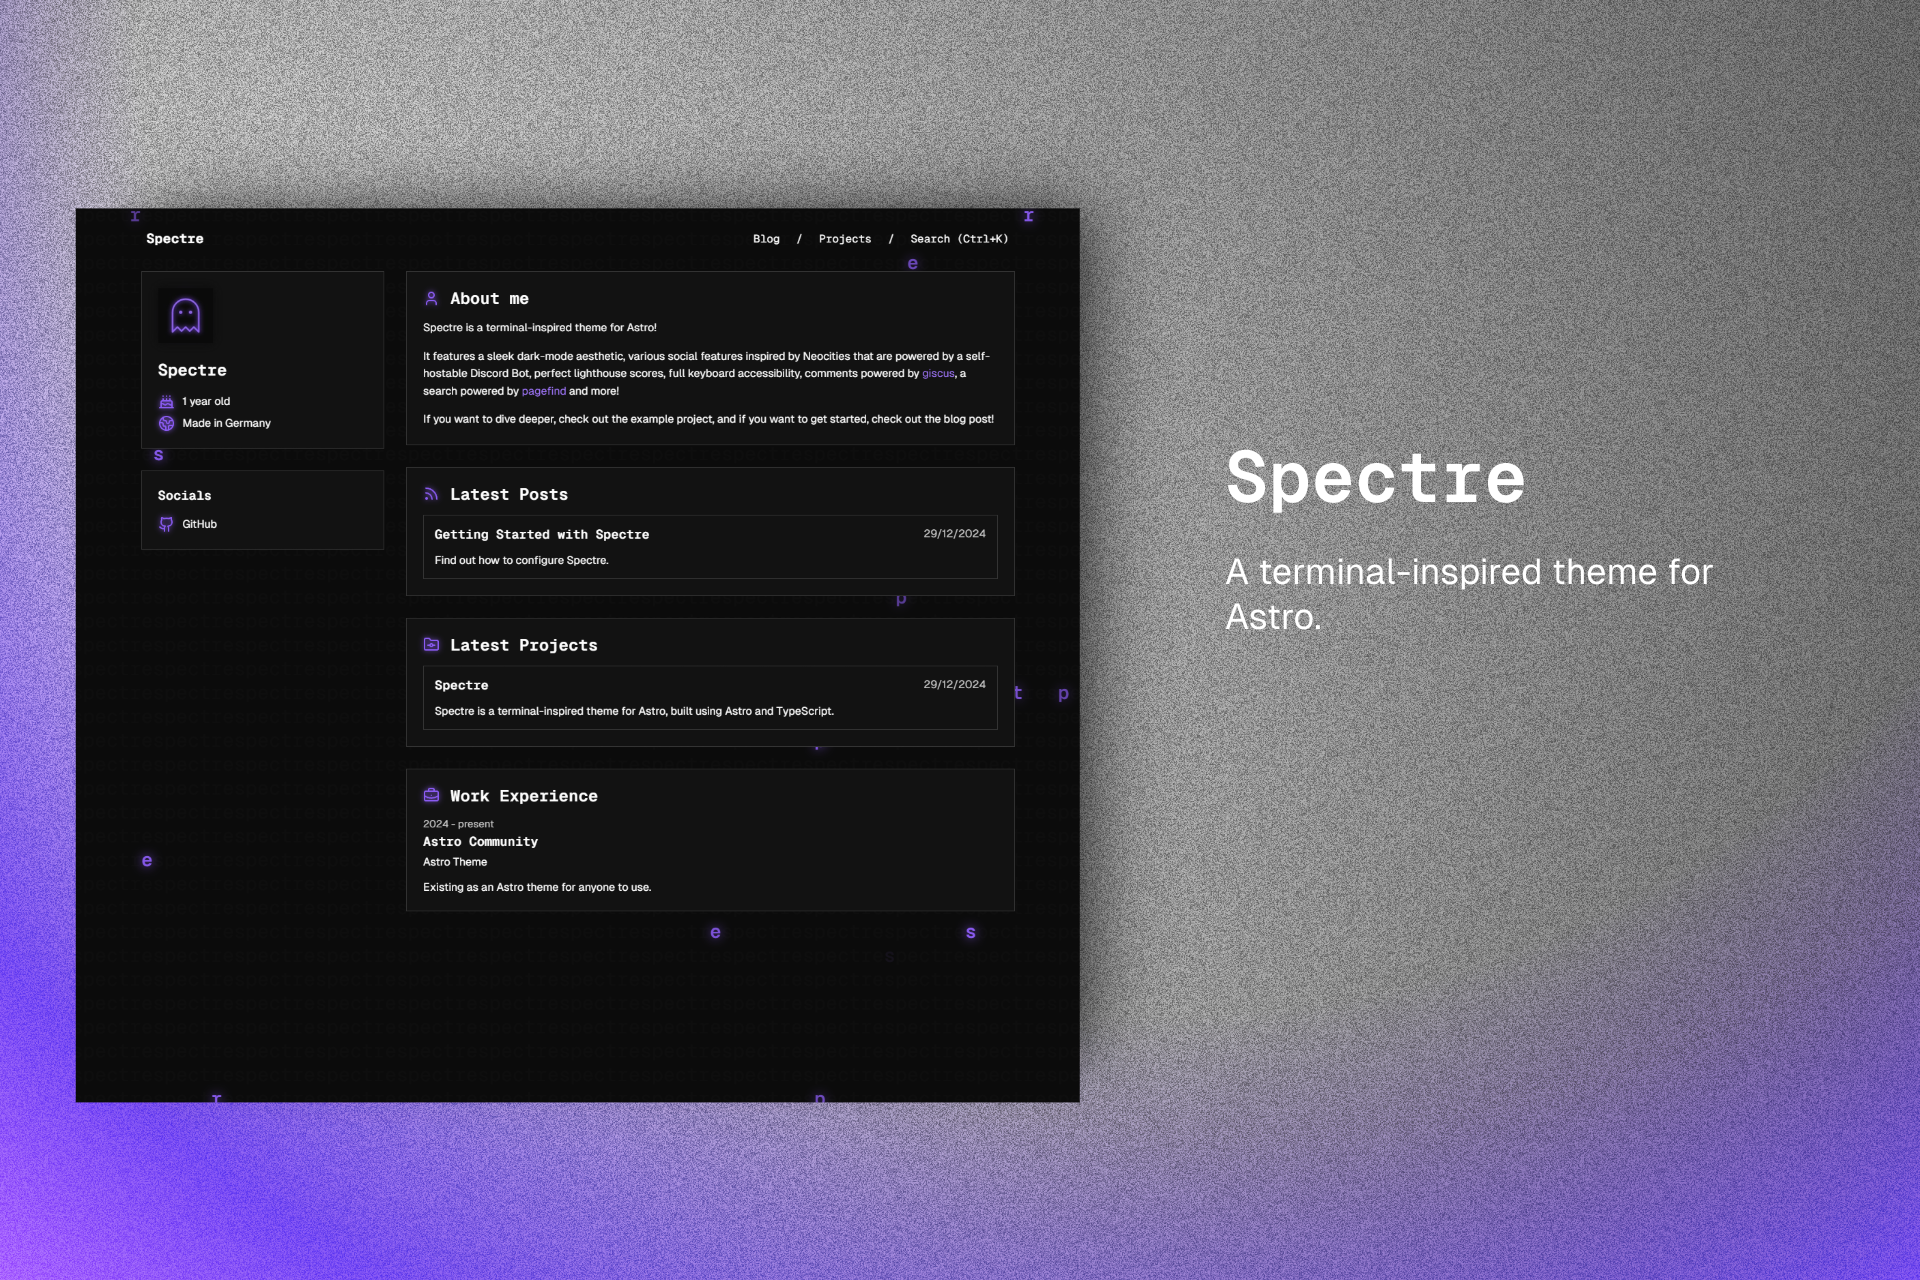 Spectre
Blog / Projects / Search (Ctrl+K)
Spectre
1 year old
Made in Germany
Socials
GitHub
About me
Spectre is a terminal-inspired theme for Astro!
It features a sleek dark-mode aesthetic, various social features inspired by Neocities that are powered by a self-
hostable Discord Bot, perfect lighthouse scores, full keyboard accessibility, comments powered by giscus, a
search powered by pagefind and more!
If you want to dive deeper, check out the example project, and if you want to get started, check out the blog post!
Latest Posts
Getting Started with Spectre
29/12/2024
Find out how to configure Spectre.
Latest Projects
Spectre
29/12/2024
Spectre is a terminal-inspired theme for Astro, built using Astro and TypeScript.
Work Experience
2024 - present
Astro Community
Astro Theme
Existing as an Astro theme for anyone to use.
r
r
e
s
p
t p
e
e
s
s
r
p
Spectre
A terminal-inspired theme for
Astro.